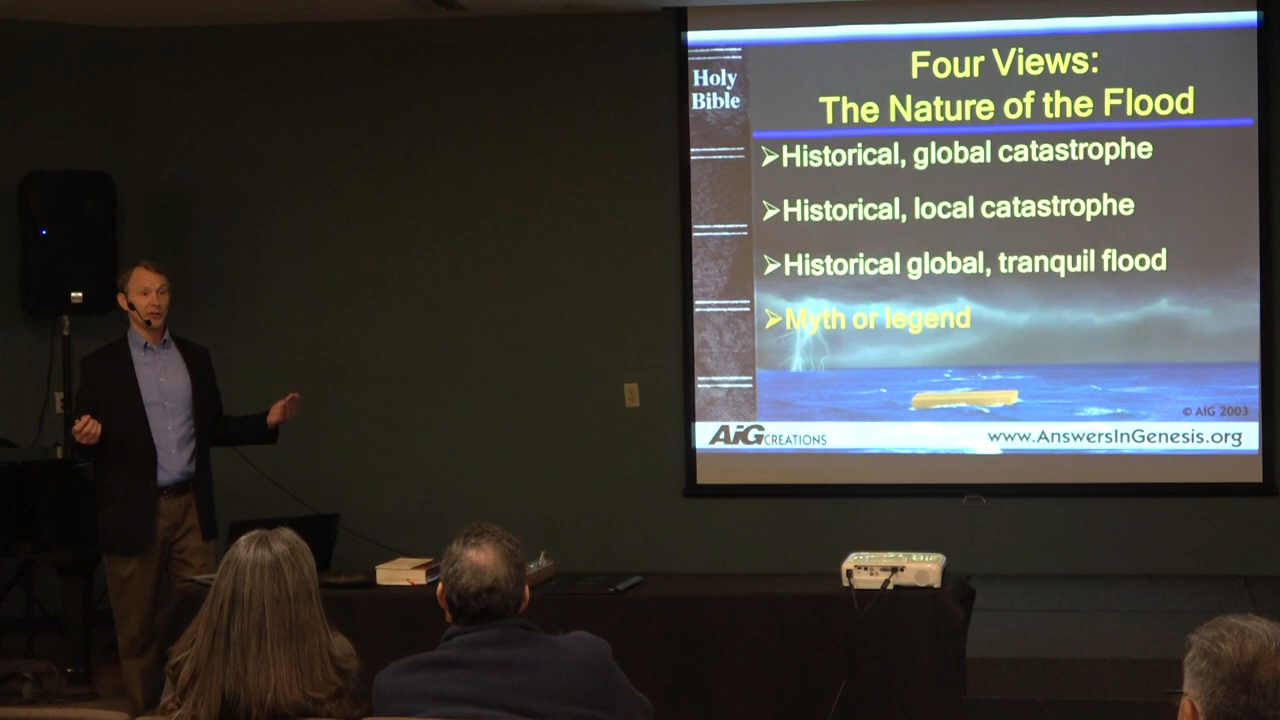 Four Views:
The Nature of the Flood
Holy
Bible
➢Historical, global catastrophe
➢Historical, local catastrophe
➢Historical global, tranquil flood
➢Myth or legend
© AiG 2003
AiG CREATIONS
www.AnswersInGenesis.org